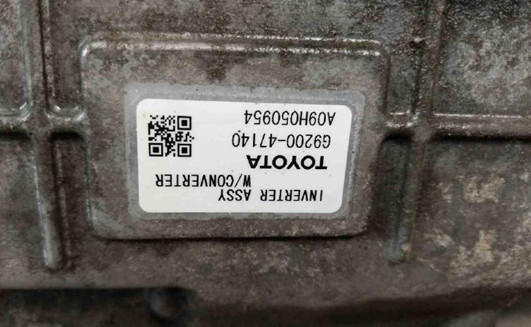 INVERTER ASSY
W/CONVERTER
TOYOTA
G9200-47140
A09H050954